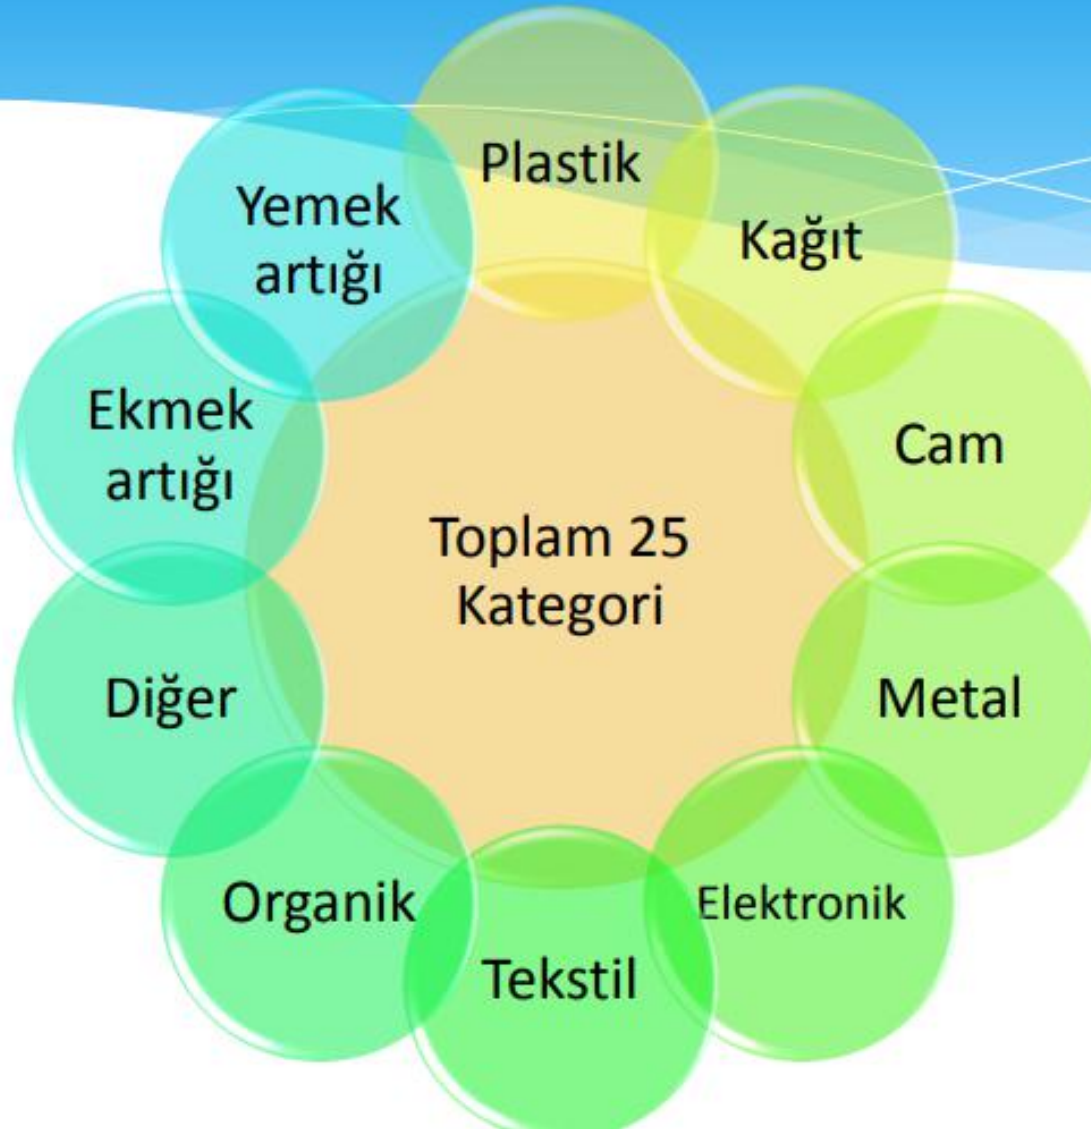 Plastik
Kağıt
Cam
Metal
Elektronik
Tekstil
Organik
Diğer
Ekmek
artığı
Yemek
artığı
Toplam 25
Kategori